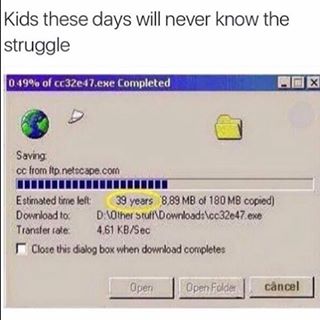 Kids these days will never know the
struggle
0.49% of cc32e47.exe Completed
Saving:
cc from ftp.netscape.com
Estimated time left: 39 years 8,89 MB of 180 MB copied)
Download to: D:\Other Stuff\Downloads\cc32e47.exe
Transfer rate: 4,61 KB/Sec
Close this dialog box when download completes
Open Open Folder câncel